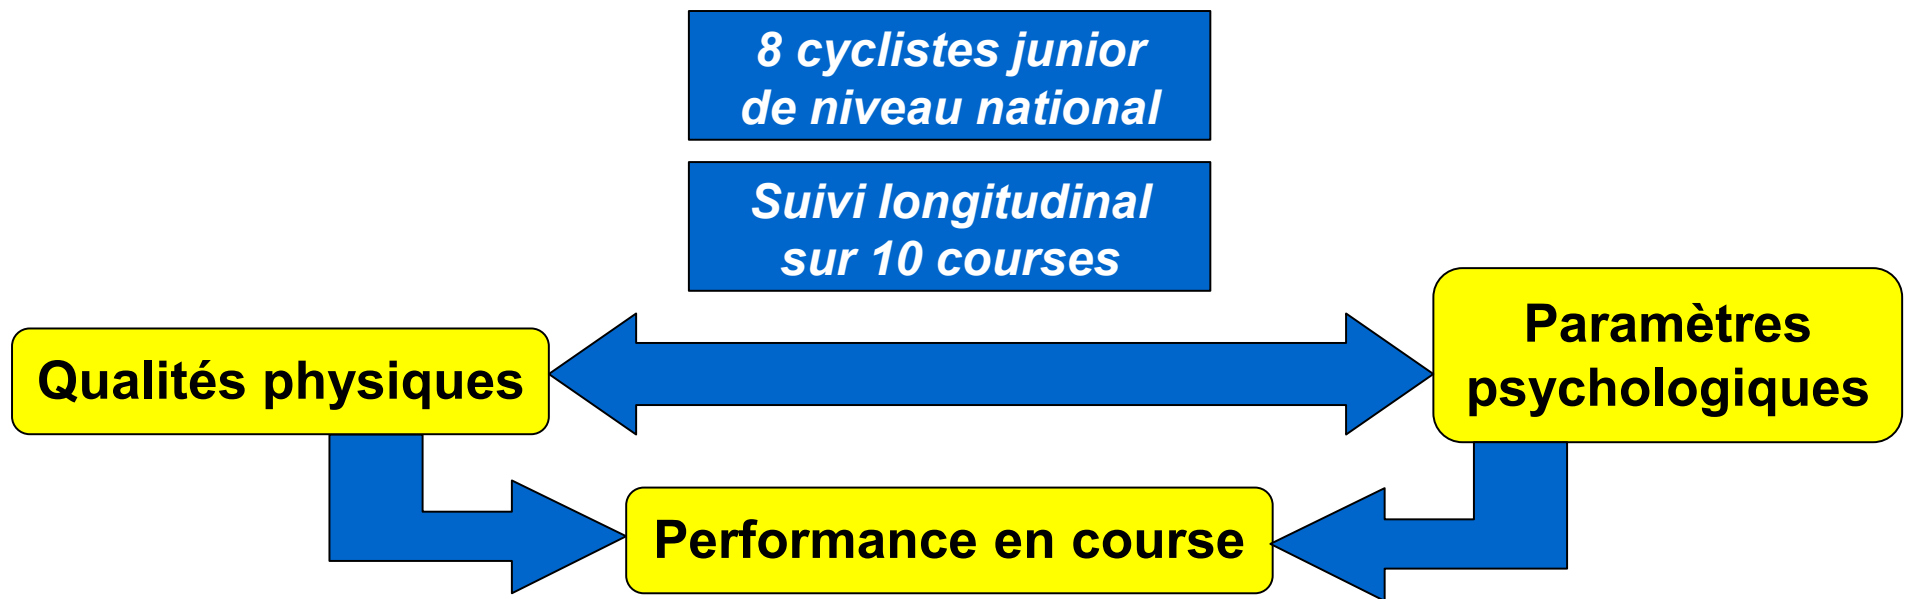 8 cyclistes junior
de niveau national
Suivi longitudinal
sur 10 courses
Qualités physiques
Paramètres
psychologiques
Performance en course